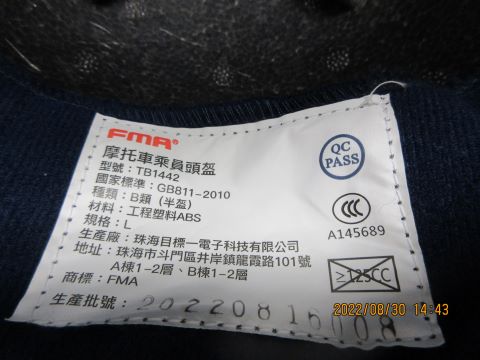 FMA®
摩托車乘員頭盔
型號：TB1442
國家標準：GB811-2010
種類：B類（半盔）
材料：工程塑料ABS
規格：L
生產廠：珠海目標一電子科技有限公司
地址：珠海市斗門區井岸鎮龍霞路101號
A棟1-2層、B棟1-2層
商標：FMA
生產批號：20220816008
QC
PASS
CCC
A145689
≥125CC
2022/08/30 14:43